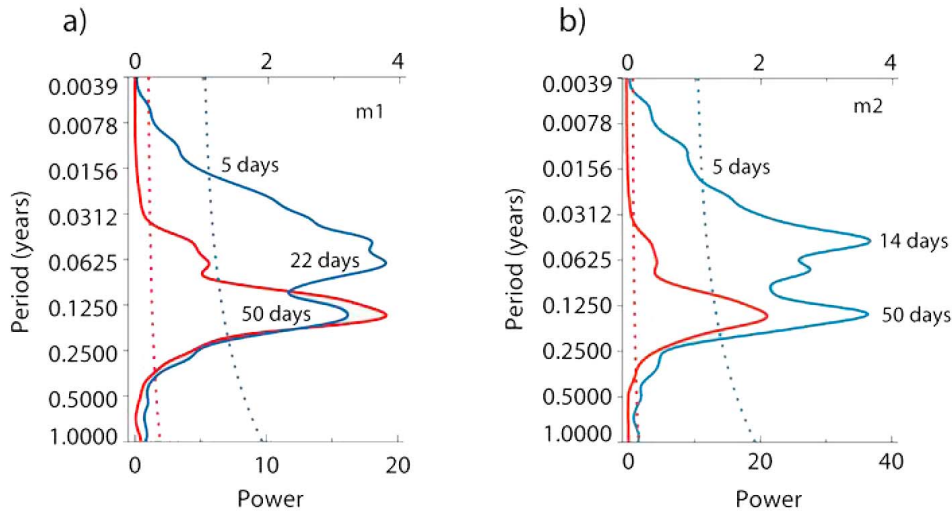 a)
0 2 4
m1
0.0039
0.0078
0.0156
0.0312
0.0625
0.1250
0.2500
0.5000
1.0000
Period (years)
5 days
22 days
50 days
0 10 20
Power
b)
0 2 4
m2
0.0039
0.0078
0.0156
0.0312
0.0625
0.1250
0.2500
0.5000
1.0000
Period (years)
5 days
14 days
50 days
0 20 40
Power